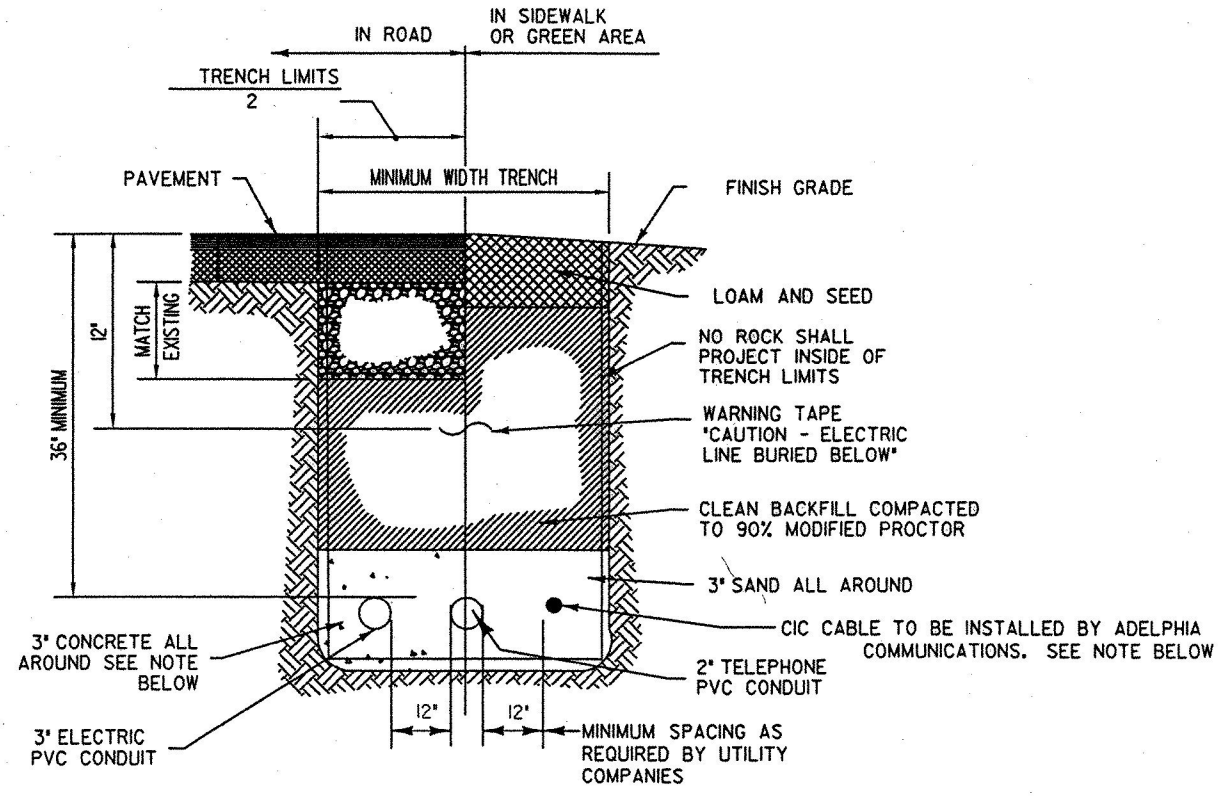 IN ROAD
IN SIDEWALK
OR GREEN AREA
TRENCH LIMITS
2
PAVEMENT
MINIMUM WIDTH TRENCH
FINISH GRADE
LOAM AND SEED
12"
MATCH
EXISTING
36" MINIMUM
NO ROCK SHALL
PROJECT INSIDE OF
TRENCH LIMITS
WARNING TAPE
"CAUTION - ELECTRIC
LINE BURIED BELOW"
CLEAN BACKFILL COMPACTED
TO 90% MODIFIED PROCTOR
3" SAND ALL AROUND
3" CONCRETE ALL
AROUND SEE NOTE
BELOW
CIC CABLE TO BE INSTALLED BY ADELPHIA
COMMUNICATIONS. SEE NOTE BELOW
2" TELEPHONE
PVC CONDUIT
12"
12"
3" ELECTRIC
PVC CONDUIT
MINIMUM SPACING AS
REQUIRED BY UTILITY
COMPANIES